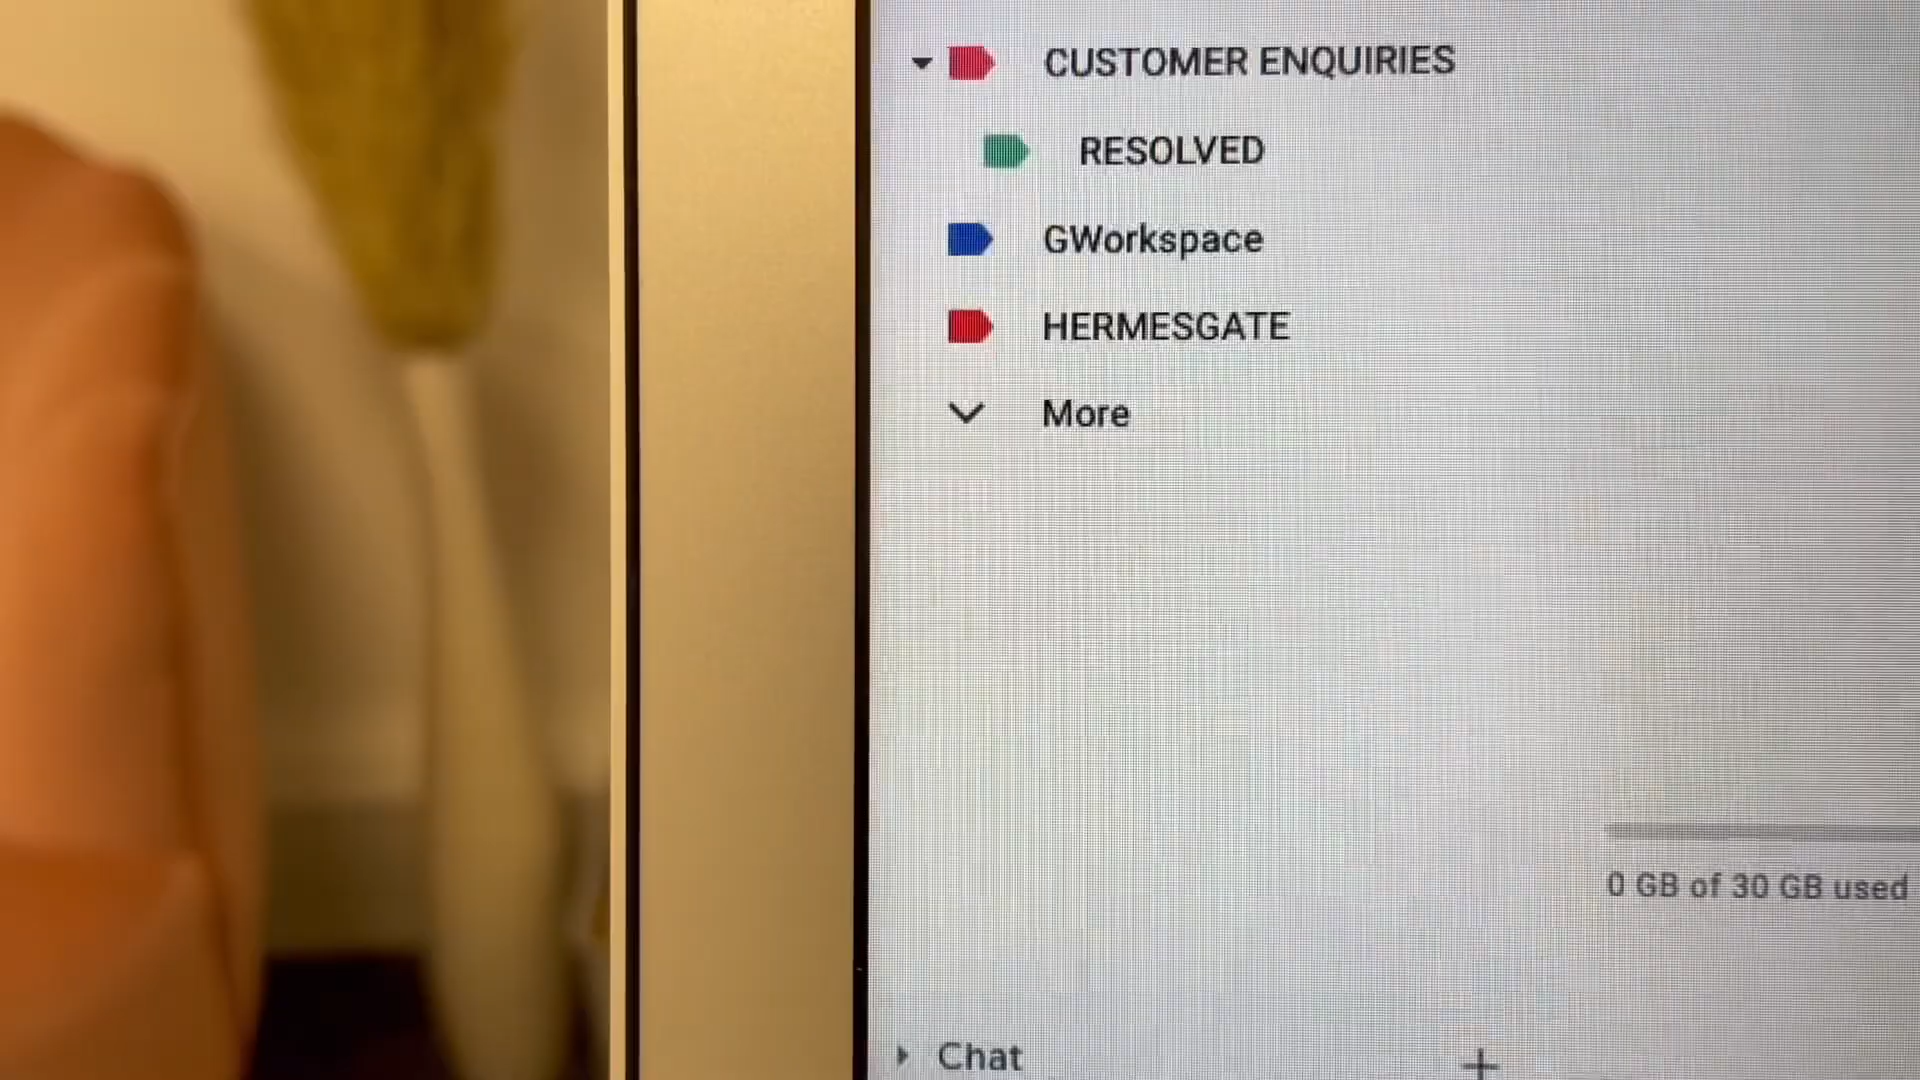 CUSTOMER ENQUIRIES
RESOLVED
GWorkspace
HERMESGATE
More
0 GB of 30 GB used
Chat